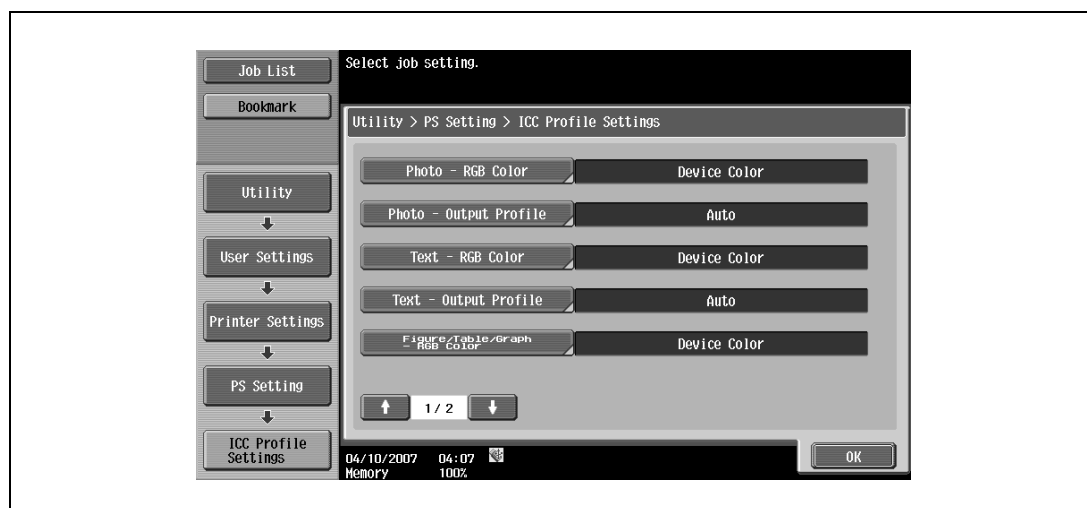 Job List
Bookmark
Select job setting.
Utility > PS Setting > ICC Profile Settings
Utility
User Settings
Printer Settings
PS Setting
ICC Profile
Settings
Photo - RGB Color
Device Color
Photo - Output Profile
Auto
Text - RGB Color
Device Color
Text - Output Profile
Auto
Figure/Table/Graph
- RGB Color
Device Color
1/ 2
04/10/2007 04:07
Memory 100%
OK